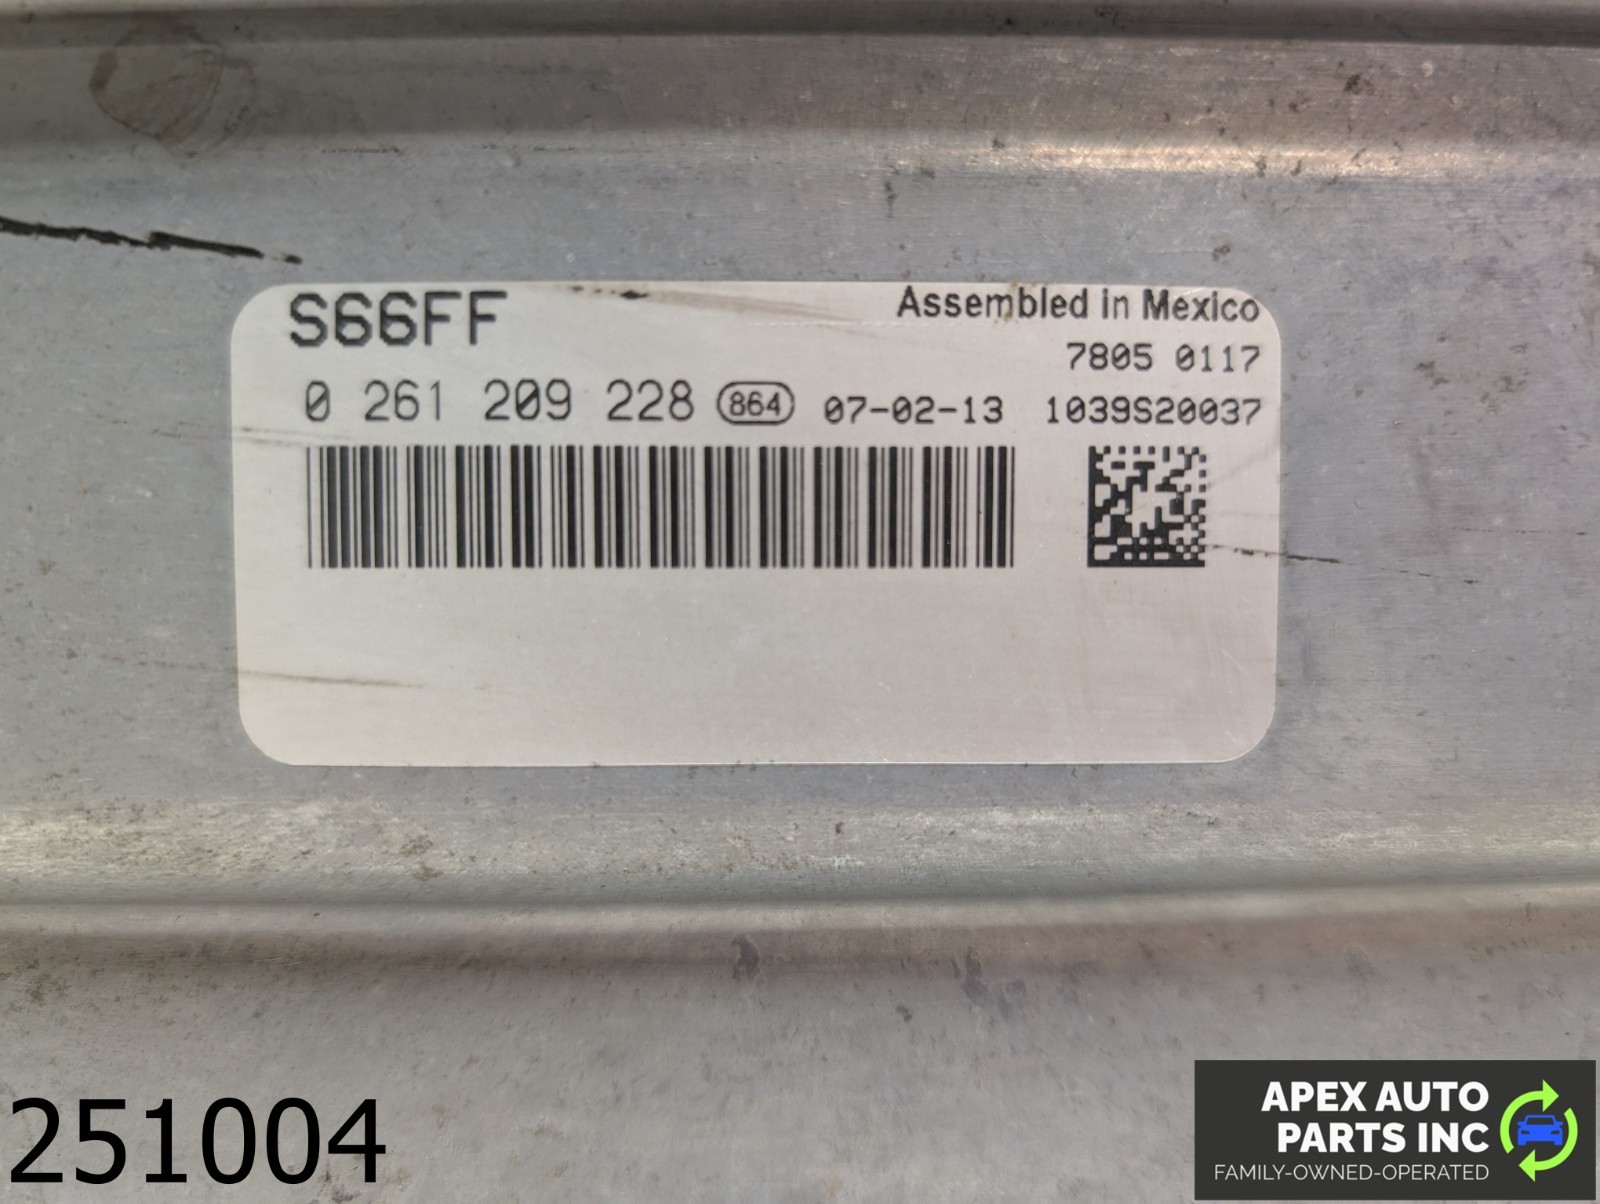 S66FF
Assembled in Mexico
7805 0117
0 261 209 228 864 07-02-13 1039S20037
251004
APEX AUTO
PARTS INC
FAMILY-OWNED-OPERATED